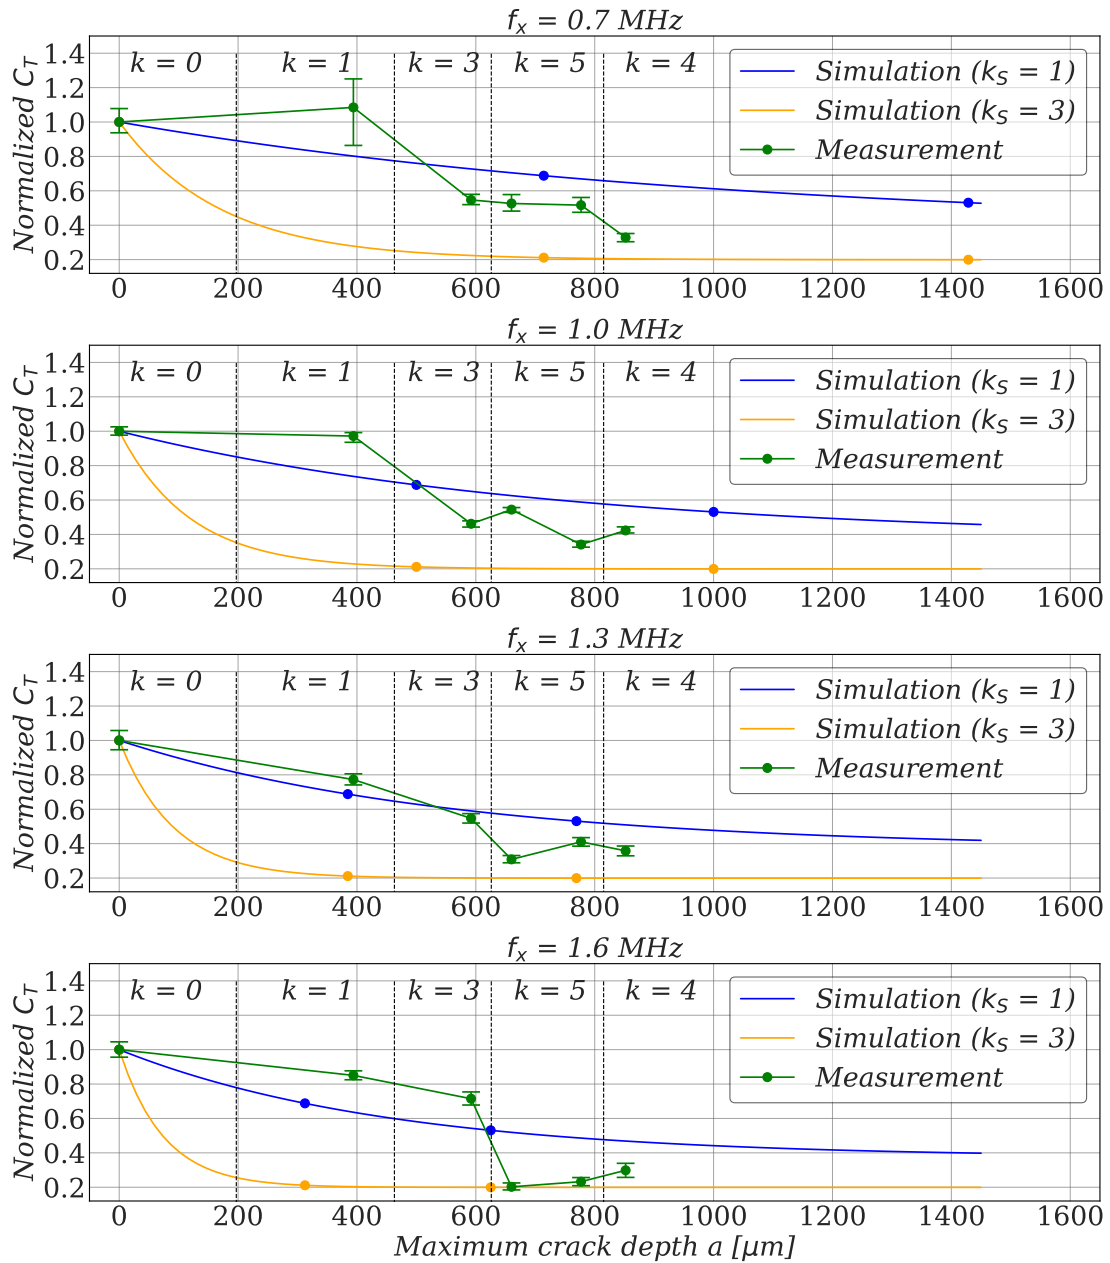 fₓ = 0.7 MHz
Normalized C_T
1.4
1.2
1.0
0.8
0.6
0.4
0.2
k = 0 k = 1 k = 3 k = 5 k = 4
Simulation (k_S = 1)
Simulation (k_S = 3)
Measurement
0 200 400 600 800 1000 1200 1400 1600
fₓ = 1.0 MHz
Normalized C_T
1.4
1.2
1.0
0.8
0.6
0.4
0.2
k = 0 k = 1 k = 3 k = 5 k = 4
Simulation (k_S = 1)
Simulation (k_S = 3)
Measurement
0 200 400 600 800 1000 1200 1400 1600
fₓ = 1.3 MHz
Normalized C_T
1.4
1.2
1.0
0.8
0.6
0.4
0.2
k = 0 k = 1 k = 3 k = 5 k = 4
Simulation (k_S = 1)
Simulation (k_S = 3)
Measurement
0 200 400 600 800 1000 1200 1400 1600
fₓ = 1.6 MHz
Normalized C_T
1.4
1.2
1.0
0.8
0.6
0.4
0.2
k = 0 k = 1 k = 3 k = 5 k = 4
Simulation (k_S = 1)
Simulation (k_S = 3)
Measurement
0 200 400 600 800 1000 1200 1400 1600
Maximum crack depth a [μm]